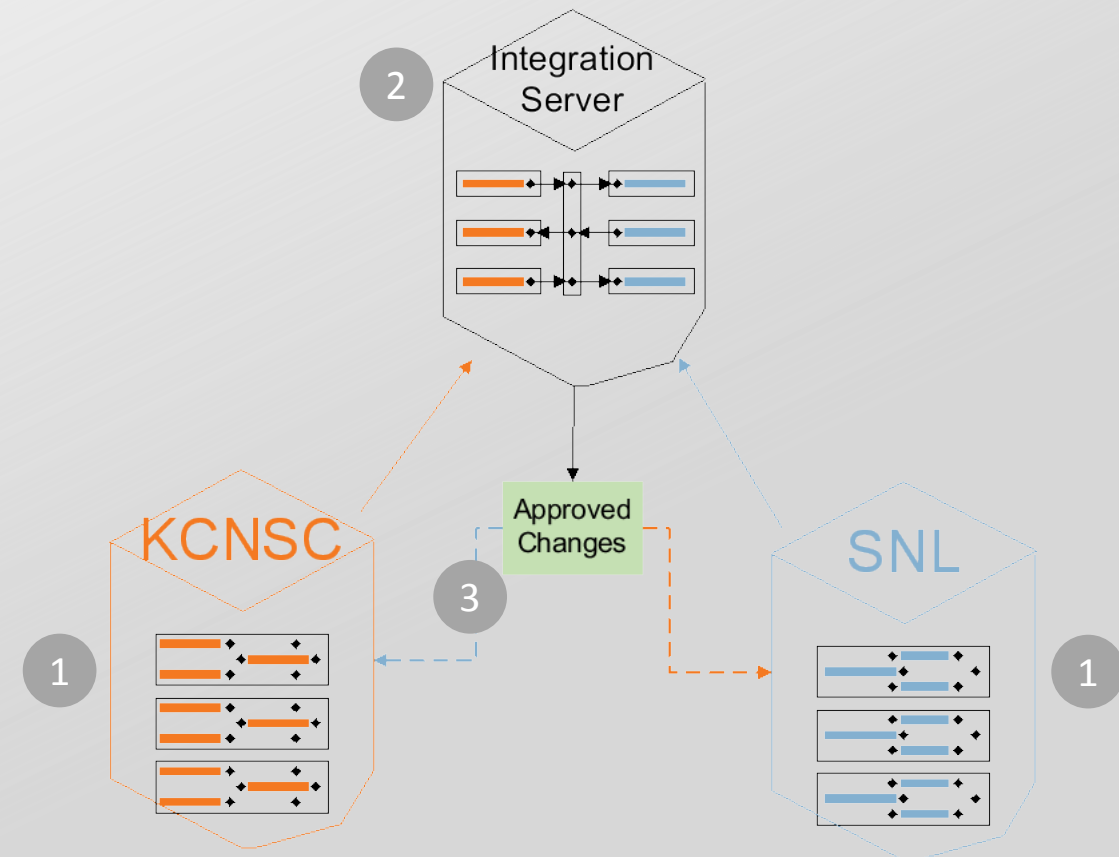 2
Integration
Server
KCNSC
Approved
Changes
SNL
3
1
1